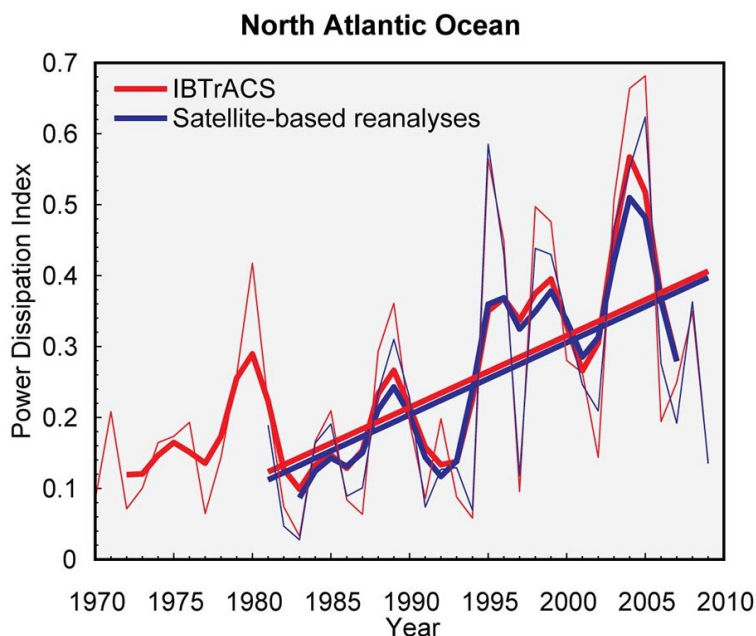 North Atlantic Ocean
0.7
IBTrACS
Satellite-based reanalyses
0.6
0.5
0.4
0.3
0.2
0.1
0
Power Dissipation Index
1970 1975 1980 1985 1990 1995 2000 2005 2010
Year